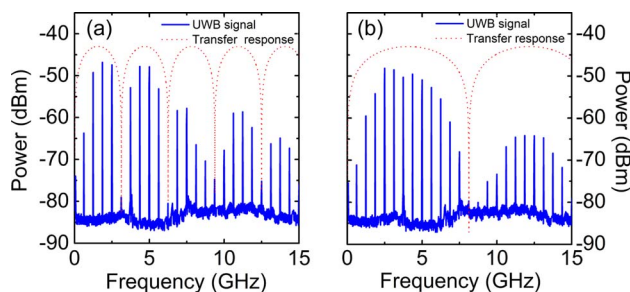 (a)
UWB signal
Transfer response
-40
-50
-60
-70
-80
-90
Power (dBm)
0 5 10 15
Frequency (GHz)
(b)
UWB signal
Transfer response
-40
-50
-60
-70
-80
-90
Power (dBm)
0 5 10 15
Frequency (GHz)